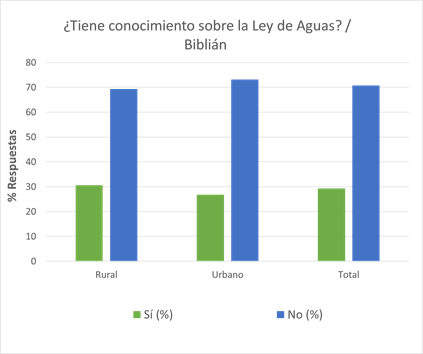 ¿Tiene conocimiento sobre la Ley de Aguas? /
Biblián
80
70
60
50
40
30
20
10
0
% Respuestas
Rural
Urbano
Total
Sí (%)
No (%)